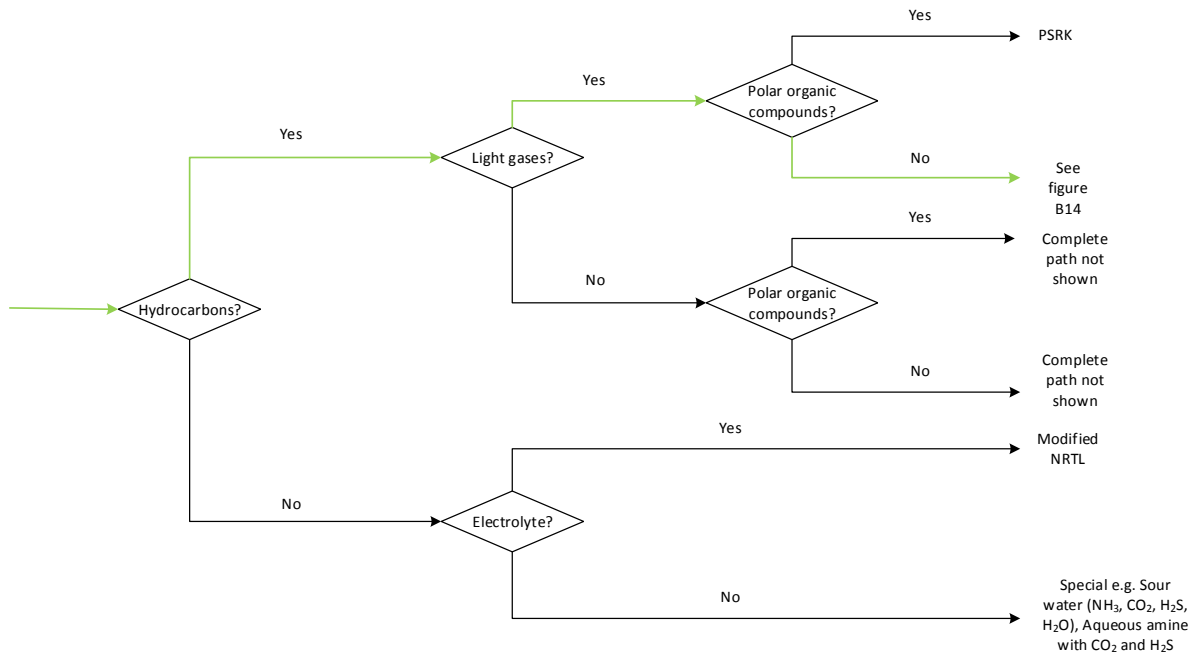 Yes
PSRK
Yes
Polar organic
compounds?
Yes
Light gases?
No
See
figure
B14
Yes
Complete
path not
shown
No
Polar organic
compounds?
Hydrocarbons?
No
Complete
path not
shown
Yes
Modified
NRTL
No
Electrolyte?
No
Special e.g. Sour
water (NH₃, CO₂, H₂S,
H₂O), Aqueous amine
with CO₂ and H₂S